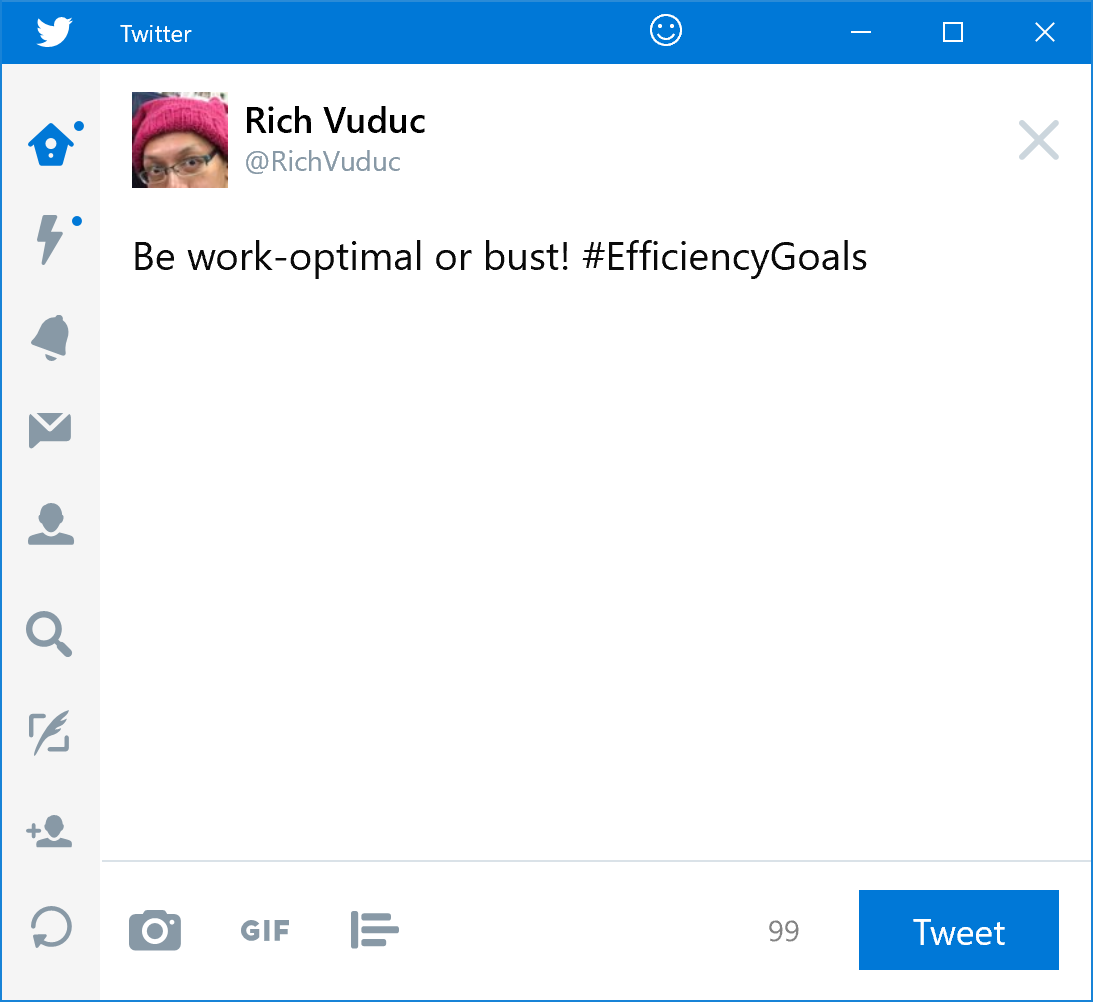 Twitter
Rich Vuduc
@RichVuduc
Be work-optimal or bust! #EfficiencyGoals
GIF
99
Tweet